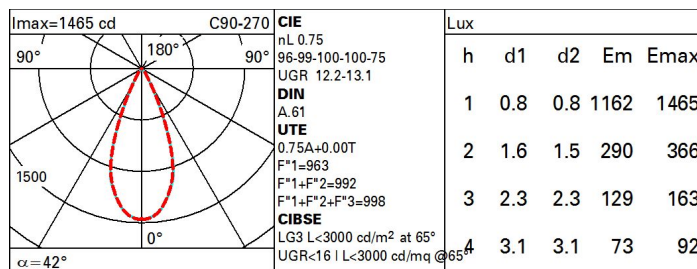 Imax=1465 cd C90-270
90° 180° 90°
1500
0°
α=42°
CIE
nL 0.75
96-99-100-100-75
UGR 12.2-13.1
DIN
A.61
UTE
0.75A+0.00T
F"1=963
F"1+F"2=992
F"1+F"2+F"3=998
CIBSE
LG3 L<3000 cd/m² at 65°
UGR<16 | L<3000 cd/mq @65°
Lux
h d1 d2 Em Emax
1 0.8 0.8 1162 1465
2 1.6 1.5 290 366
3 2.3 2.3 129 163
4 3.1 3.1 73 92